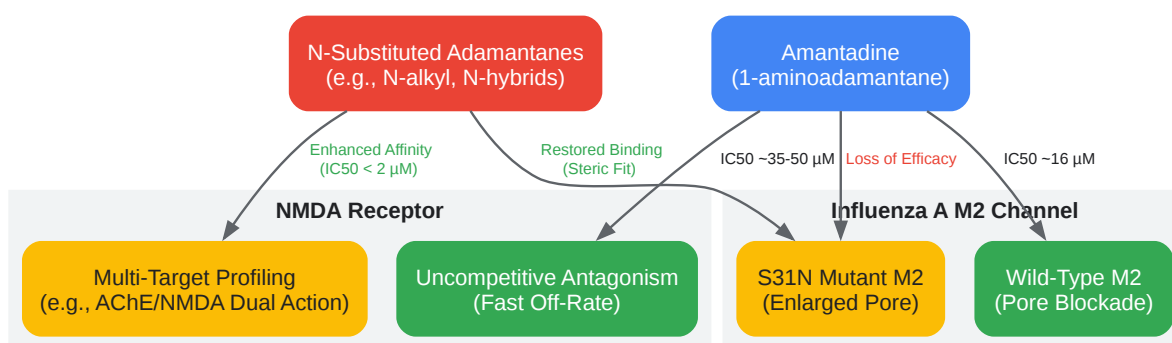 N-Substituted Adamantanes
(e.g., N-alkyl, N-hybrids)
Amantadine
(1-aminoadamantane)
Enhanced Affinity
(IC50 < 2 µM)
Restored Binding
(Steric Fit)
IC50 ~35-50 µM
Loss of Efficacy
IC50 ~16 µM
NMDA Receptor
Influenza A M2 Channel
Multi-Target Profiling
(e.g., AChE/NMDA Dual Action)
Uncompetitive Antagonism
(Fast Off-Rate)
S31N Mutant M2
(Enlarged Pore)
Wild-Type M2
(Pore Blockade)